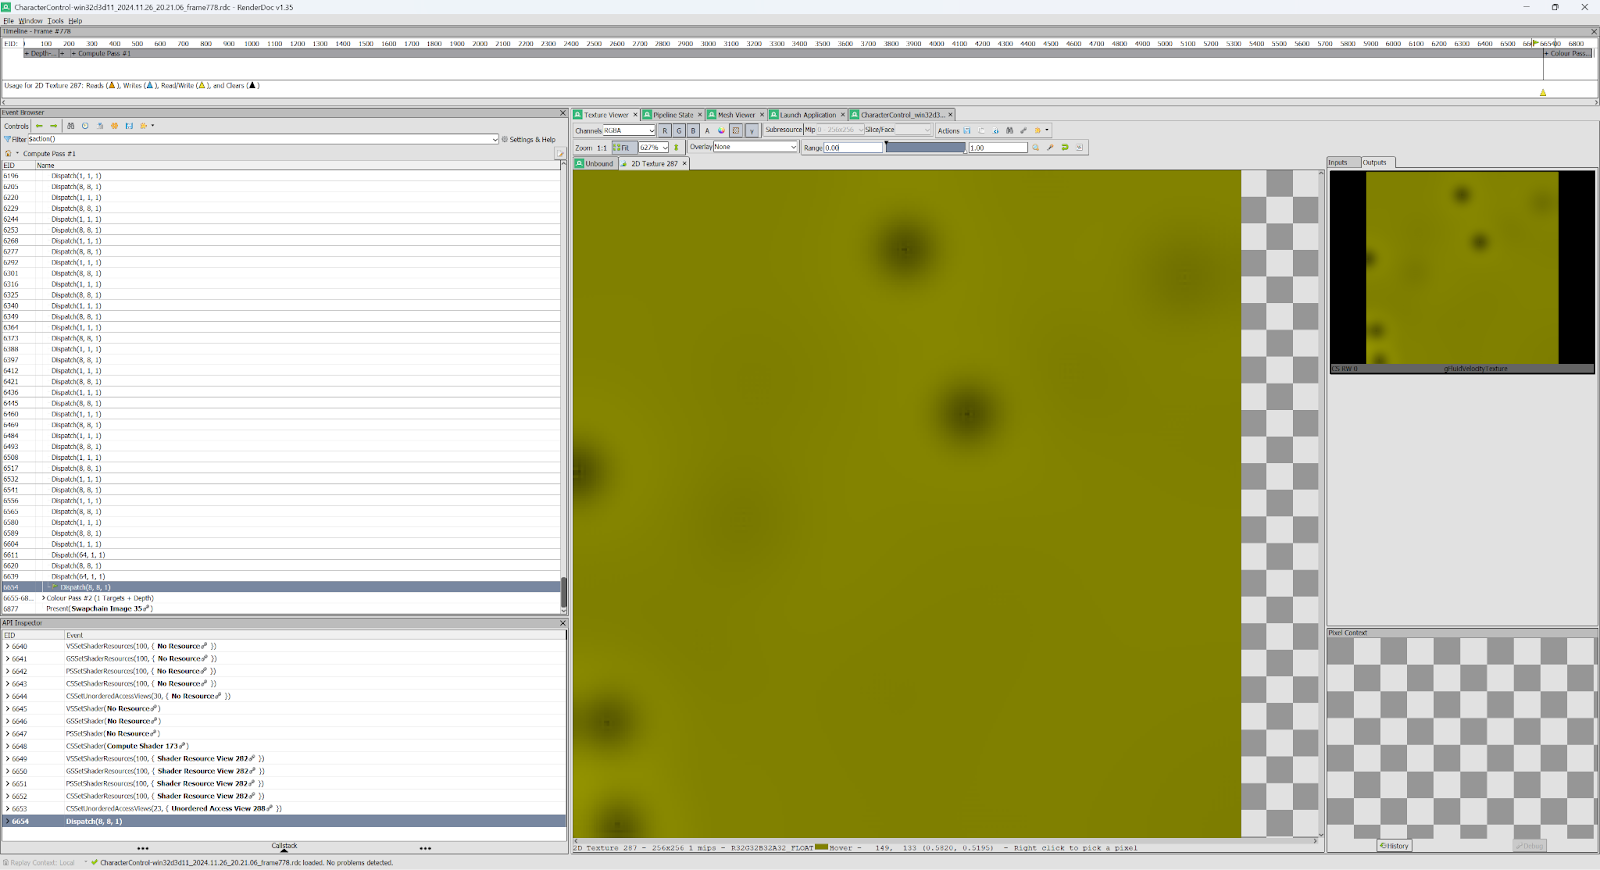 CharacterControl-win32d3d11_2024.11.26_20.21.06_frame778.rdc - RenderDoc v1.35
File Window Tools Help
Timeline - Frame #778
EID: 100 200 300 400 500 600 700 800 900 1000 1100 1200 1300 1400 1500 1600 1700 1800 1900 2000 2100 2200 2300 2400 2500 2600 2700 2800 2900 3000 3100 3200 3300 3400 3500 3600 3700 3800 3900 4000 4100 4200 4300 4400 4500 4600 4700 4800 4900 5000 5100 5200 5300 5400 5500 5600 5700 5800 5900 6000 6100 6200 6300 6400 6500 6654 6800
+ Depth-... + + Compute Pass #1 + Colour Pass...
Usage for 2D Texture 287: Reads ( ), Writes ( ), Read/Write ( ), and Clears ( )
Event Browser
Controls
Filter $action() Settings & Help
Compute Pass #1
EID Name
6196 Dispatch(1, 1, 1)
6205 Dispatch(8, 8, 1)
6220 Dispatch(1, 1, 1)
6229 Dispatch(8, 8, 1)
6244 Dispatch(1, 1, 1)
6253 Dispatch(8, 8, 1)
6268 Dispatch(1, 1, 1)
6277 Dispatch(8, 8, 1)
6292 Dispatch(1, 1, 1)
6301 Dispatch(8, 8, 1)
6316 Dispatch(1, 1, 1)
6325 Dispatch(8, 8, 1)
6340 Dispatch(1, 1, 1)
6349 Dispatch(8, 8, 1)
6364 Dispatch(1, 1, 1)
6373 Dispatch(8, 8, 1)
6388 Dispatch(1, 1, 1)
6397 Dispatch(8, 8, 1)
6412 Dispatch(1, 1, 1)
6421 Dispatch(8, 8, 1)
6436 Dispatch(1, 1, 1)
6445 Dispatch(8, 8, 1)
6460 Dispatch(1, 1, 1)
6469 Dispatch(8, 8, 1)
6484 Dispatch(1, 1, 1)
6493 Dispatch(8, 8, 1)
6508 Dispatch(1, 1, 1)
6517 Dispatch(8, 8, 1)
6532 Dispatch(1, 1, 1)
6541 Dispatch(8, 8, 1)
6556 Dispatch(1, 1, 1)
6565 Dispatch(8, 8, 1)
6580 Dispatch(1, 1, 1)
6589 Dispatch(8, 8, 1)
6604 Dispatch(1, 1, 1)
6611 Dispatch(64, 1, 1)
6620 Dispatch(8, 8, 1)
6639 Dispatch(64, 1, 1)
6654 Dispatch(8, 8, 1)
6655-68... Colour Pass #2 (1 Targets + Depth)
6877 Present(Swapchain Image 35)
API Inspector
EID Event
6640 VSSetShaderResources(100, { No Resource })
6641 GSSetShaderResources(100, { No Resource })
6642 PSSetShaderResources(100, { No Resource })
6643 CSSetShaderResources(100, { No Resource })
6644 CSSetUnorderedAccessViews(30, { No Resource })
6645 VSSetShader(No Resource)
6646 GSSetShader(No Resource)
6647 PSSetShader(No Resource)
6648 CSSetShader(Compute Shader 173)
6649 VSSetShaderResources(100, { Shader Resource View 282 })
6650 GSSetShaderResources(100, { Shader Resource View 282 })
6651 PSSetShaderResources(100, { Shader Resource View 282 })
6652 CSSetShaderResources(100, { Shader Resource View 282 })
6653 CSSetUnorderedAccessViews(23, { Unordered Access View 288 })
6654 Dispatch(8, 8, 1)
Callstack
Replay Context: Local CharacterControl-win32d3d11_2024.11.26_20.21.06_frame778.rdc loaded. No problems detected.
Texture Viewer Pipeline State Mesh Viewer Launch Application CharacterControl_win32d3...
Channels RGBA R G B A γ Subresource Mip 0 - 256x256 Slice/Face Actions
Zoom 1:1 Fit 627% Overlay None Range 0.00 1.00
Unbound 2D Texture 287
2D Texture 287 - 256x256 1 mips - R32G32B32A32_FLOAT Hover - 149, 133 (0.5820, 0.5195) - Right click to pick a pixel
Inputs Outputs
CS RW 0 gFluidVelocityTexture
Pixel Context
History Debug